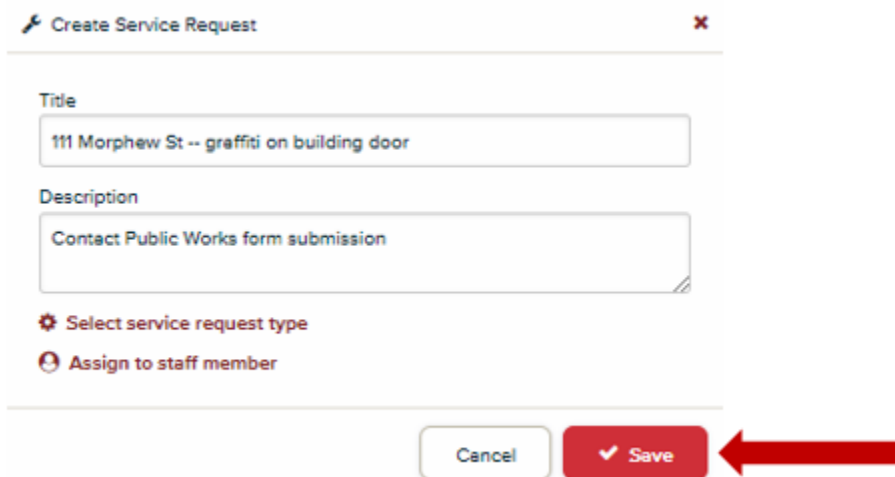 Create Service Request
Title
111 Morphew St -- graffiti on building door
Description
Contact Public Works form submission
Select service request type
Assign to staff member
Cancel
Save